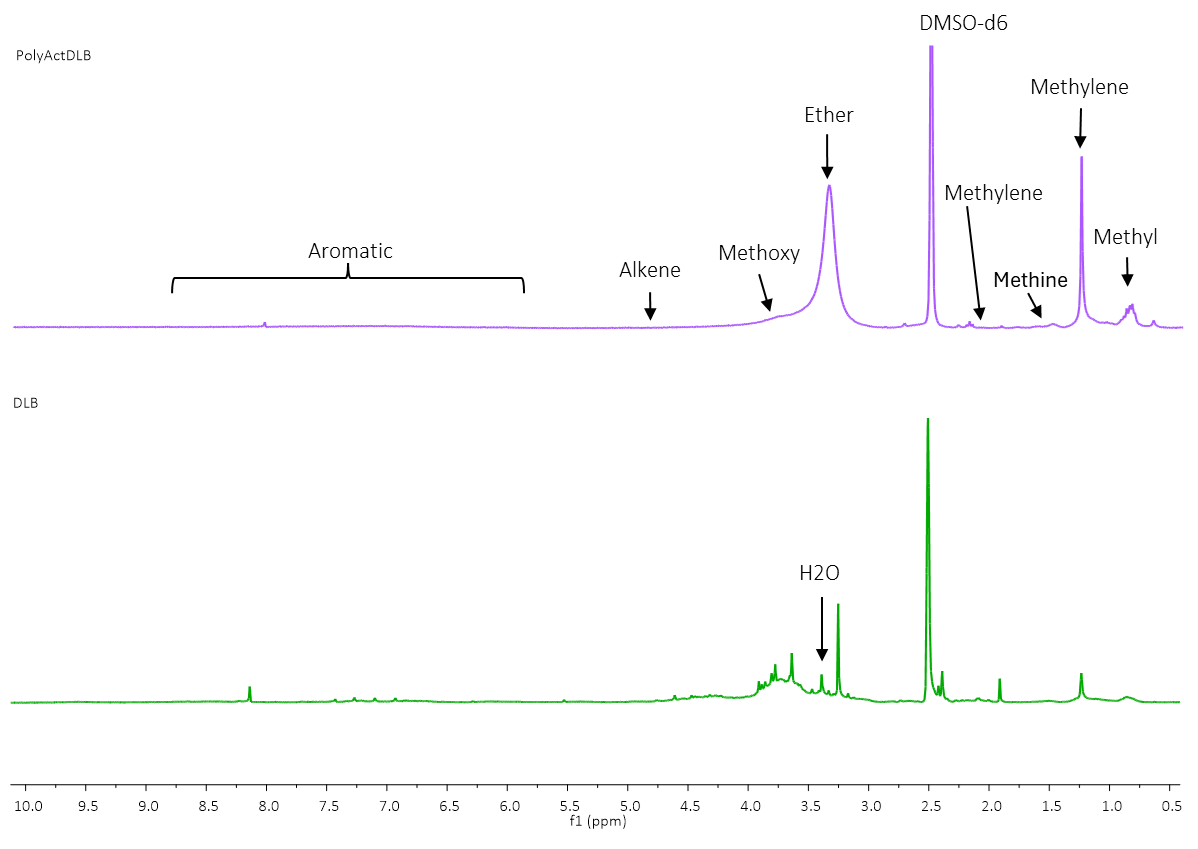 DMSO-d6
PolyActDLB
Methylene
Ether
Methylene
Methyl
Aromatic
Methoxy
Alkene
Methine
DLB
H2O
10.0 9.5 9.0 8.5 8.0 7.5 7.0 6.5 6.0 5.5 5.0 4.5 4.0 3.5 3.0 2.5 2.0 1.5 1.0 0.5
f1 (ppm)